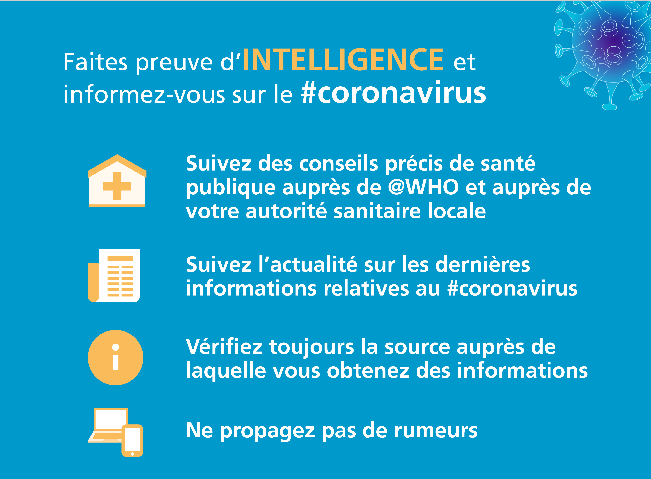 Faites preuve d’INTELLIGENCE et
informez-vous sur le #coronavirus
Suivez des conseils précis de santé
publique auprès de @WHO et auprès de
votre autorité sanitaire locale
Suivez l’actualité sur les dernières
informations relatives au #coronavirus
Vérifiez toujours la source auprès de
laquelle vous obtenez des informations
Ne propagez pas de rumeurs